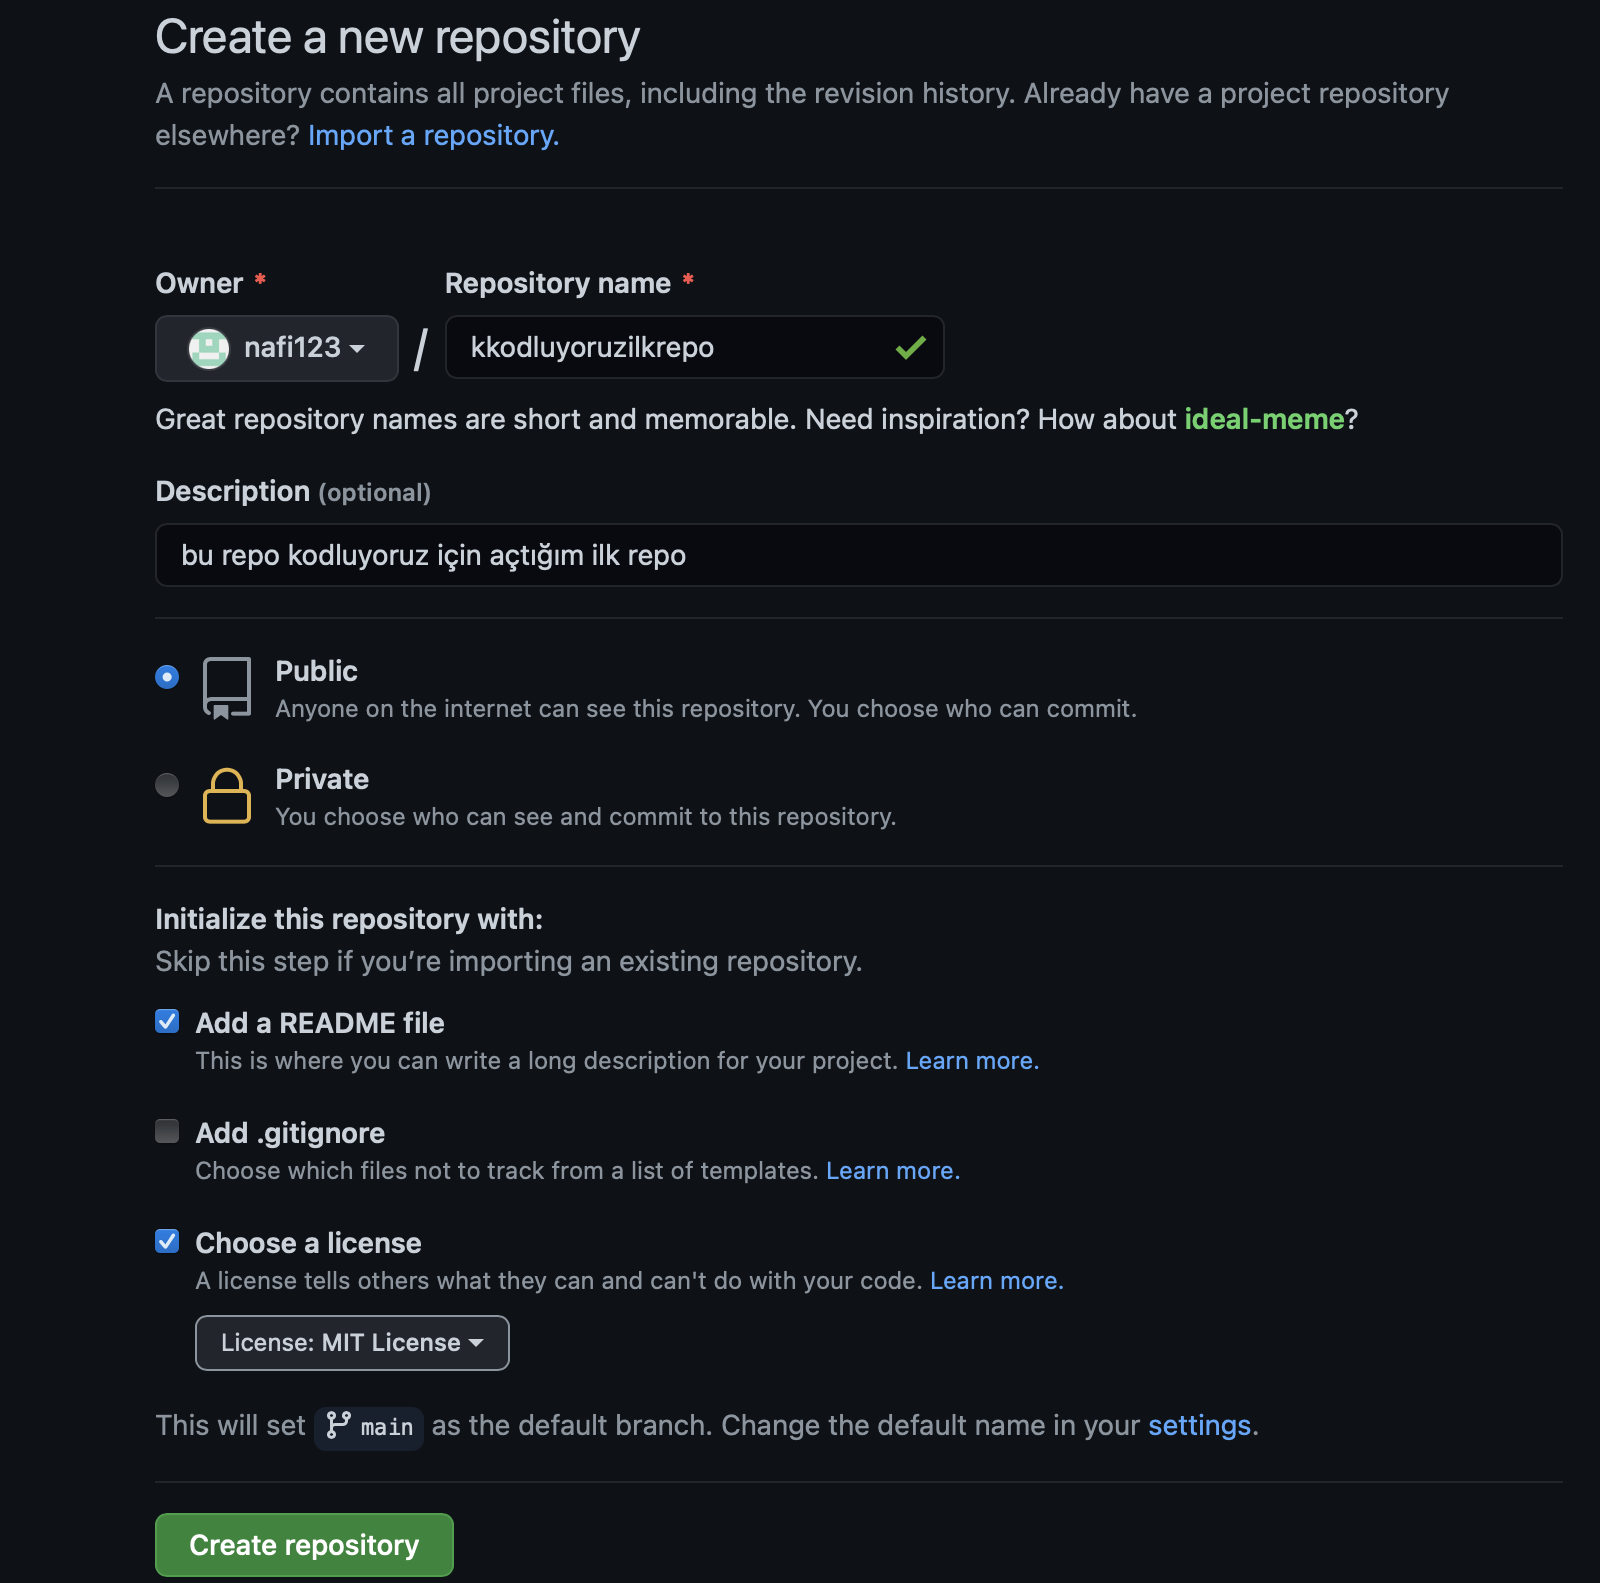 Create a new repository
A repository contains all project files, including the revision history. Already have a project repository
elsewhere? Import a repository.
Owner * Repository name *
nafi123 / kkodluyoruzilkrepo
Great repository names are short and memorable. Need inspiration? How about ideal-meme?
Description (optional)
bu repo kodluyoruz için açtığım ilk repo
Public
Anyone on the internet can see this repository. You choose who can commit.
Private
You choose who can see and commit to this repository.
Initialize this repository with:
Skip this step if you’re importing an existing repository.
Add a README file
This is where you can write a long description for your project. Learn more.
Add .gitignore
Choose which files not to track from a list of templates. Learn more.
Choose a license
A license tells others what they can and can't do with your code. Learn more.
License: MIT License
This will set main as the default branch. Change the default name in your settings.
Create repository